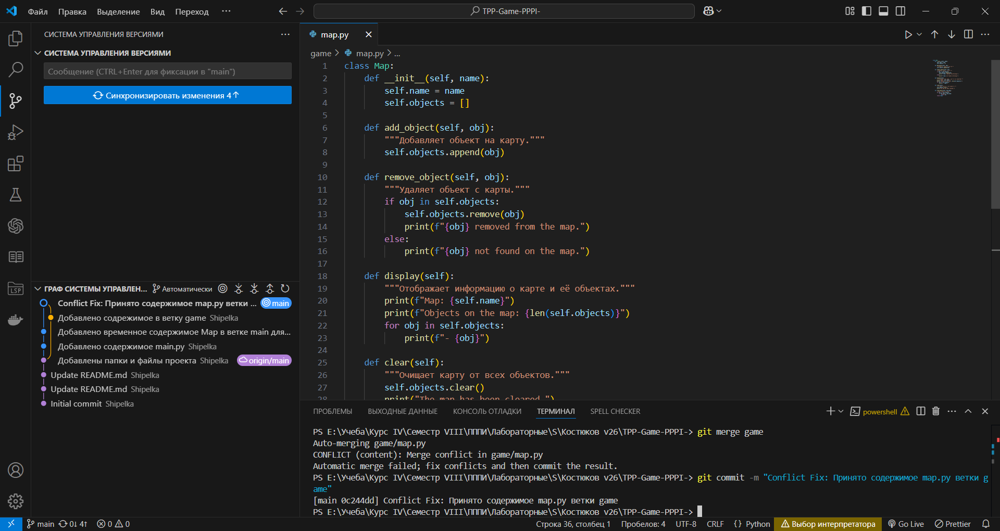 Файл Правка Выделение Вид Переход ···
TPP-Game-PPPI-
СИСТЕМА УПРАВЛЕНИЯ ВЕРСИЯМИ
СИСТЕМА УПРАВЛЕНИЯ ВЕРСИЯМИ
Сообщение (CTRL+Enter для фиксации в "main")
Синхронизировать изменения 4↑
LSP
ГРАФ СИСТЕМЫ УПРАВЛЕН... Автоматически
Conflict Fix: Принято содержимое map.py ветки ... main
Добавлено содрежимое в ветку game Shipelka
Добавлено временное содержимое Map в ветке main для...
Добавлено содержимое main.py Shipelka
Добавлены папки и файлы проекта Shipelka origin/main
Update README.md Shipelka
Update README.md Shipelka
Initial commit Shipelka
map.py
game > map.py > ...
1 class Map:
2     def __init__(self, name):
3         self.name = name
4         self.objects = []
5
6     def add_object(self, obj):
7         """Добавляет объект на карту."""
8         self.objects.append(obj)
9
10     def remove_object(self, obj):
11         """Удаляет объект с карты."""
12         if obj in self.objects:
13             self.objects.remove(obj)
14             print(f"{obj} removed from the map.")
15         else:
16             print(f"{obj} not found on the map.")
17
18     def display(self):
19         """Отображает информацию о карте и её объектах."""
20         print(f"Map: {self.name}")
21         print(f"Objects on the map: {len(self.objects)}")
22         for obj in self.objects:
23             print(f"- {obj}")
24
25     def clear(self):
26         """Очищает карту от всех объектов."""
27         self.objects.clear()
28         print("The map has been cleared.")
ПРОБЛЕМЫ ВЫХОДНЫЕ ДАННЫЕ КОНСОЛЬ ОТЛАДКИ ТЕРМИНАЛ SPELL CHECKER
powershell
PS E:\Учеба\Курс IV\Семестр VIII\ПППИ\Лабораторные\S\Костюков v26\TPP-Game-PPPI-> git merge game
Auto-merging game/map.py
CONFLICT (content): Merge conflict in game/map.py
Automatic merge failed; fix conflicts and then commit the result.
PS E:\Учеба\Курс IV\Семестр VIII\ПППИ\Лабораторные\S\Костюков v26\TPP-Game-PPPI-> git commit -m "Conflict Fix: Принято содержимое map.py ветки g
ame"
[main 0c244dd] Conflict Fix: Принято содержимое map.py ветки game
PS E:\Учеба\Курс IV\Семестр VIII\ПППИ\Лабораторные\S\Костюков v26\TPP-Game-PPPI->
main 0↓ 4↑ 0 0
Строка 36, столбец 1 Пробелов: 4 UTF-8 CRLF {} Python Выбор интерпретатора Go Live Prettier